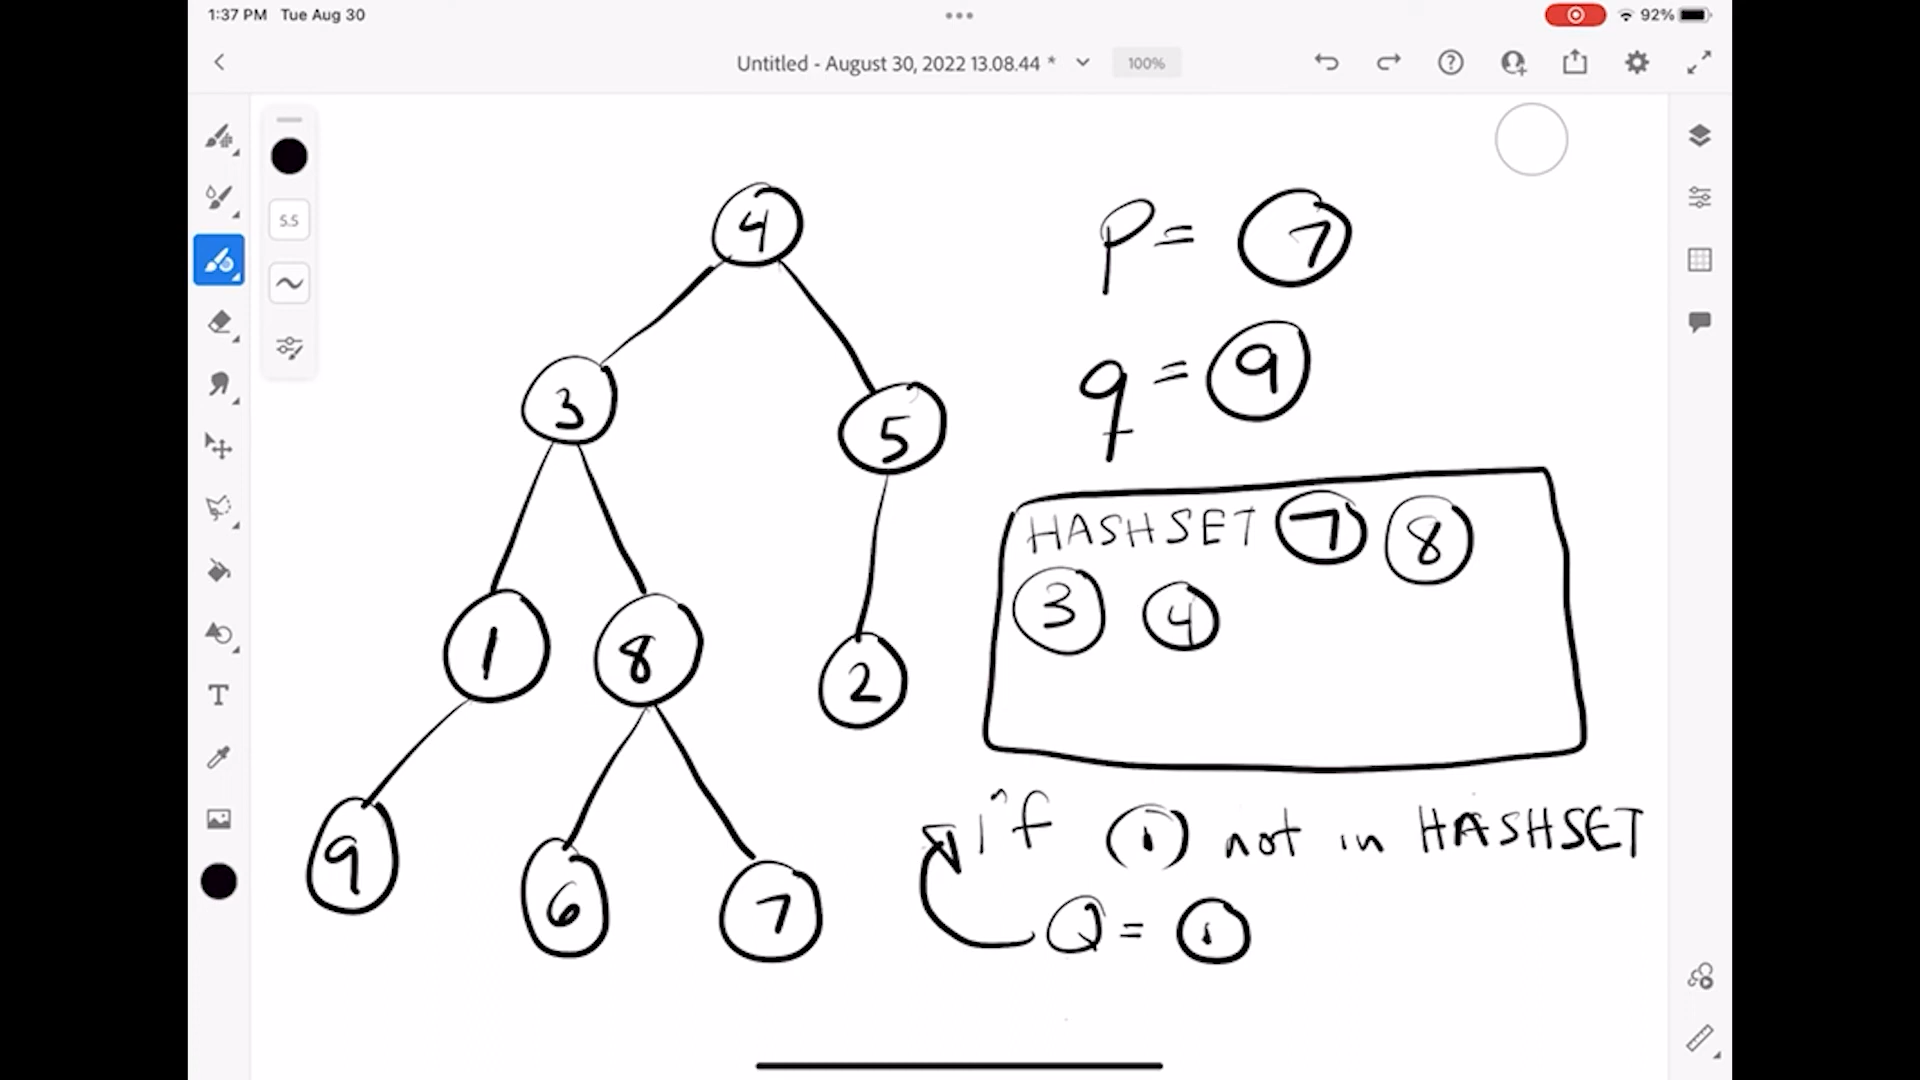 1:37 PM Tue Aug 30
92%
Untitled - August 30, 2022 13.08.44 *
100%
5.5
T
4
3
5
1
8
2
9
6
7
p = 7
q = 9
HASHSET 7 8
3 4
if 1 not in HASHSET
Q = 1